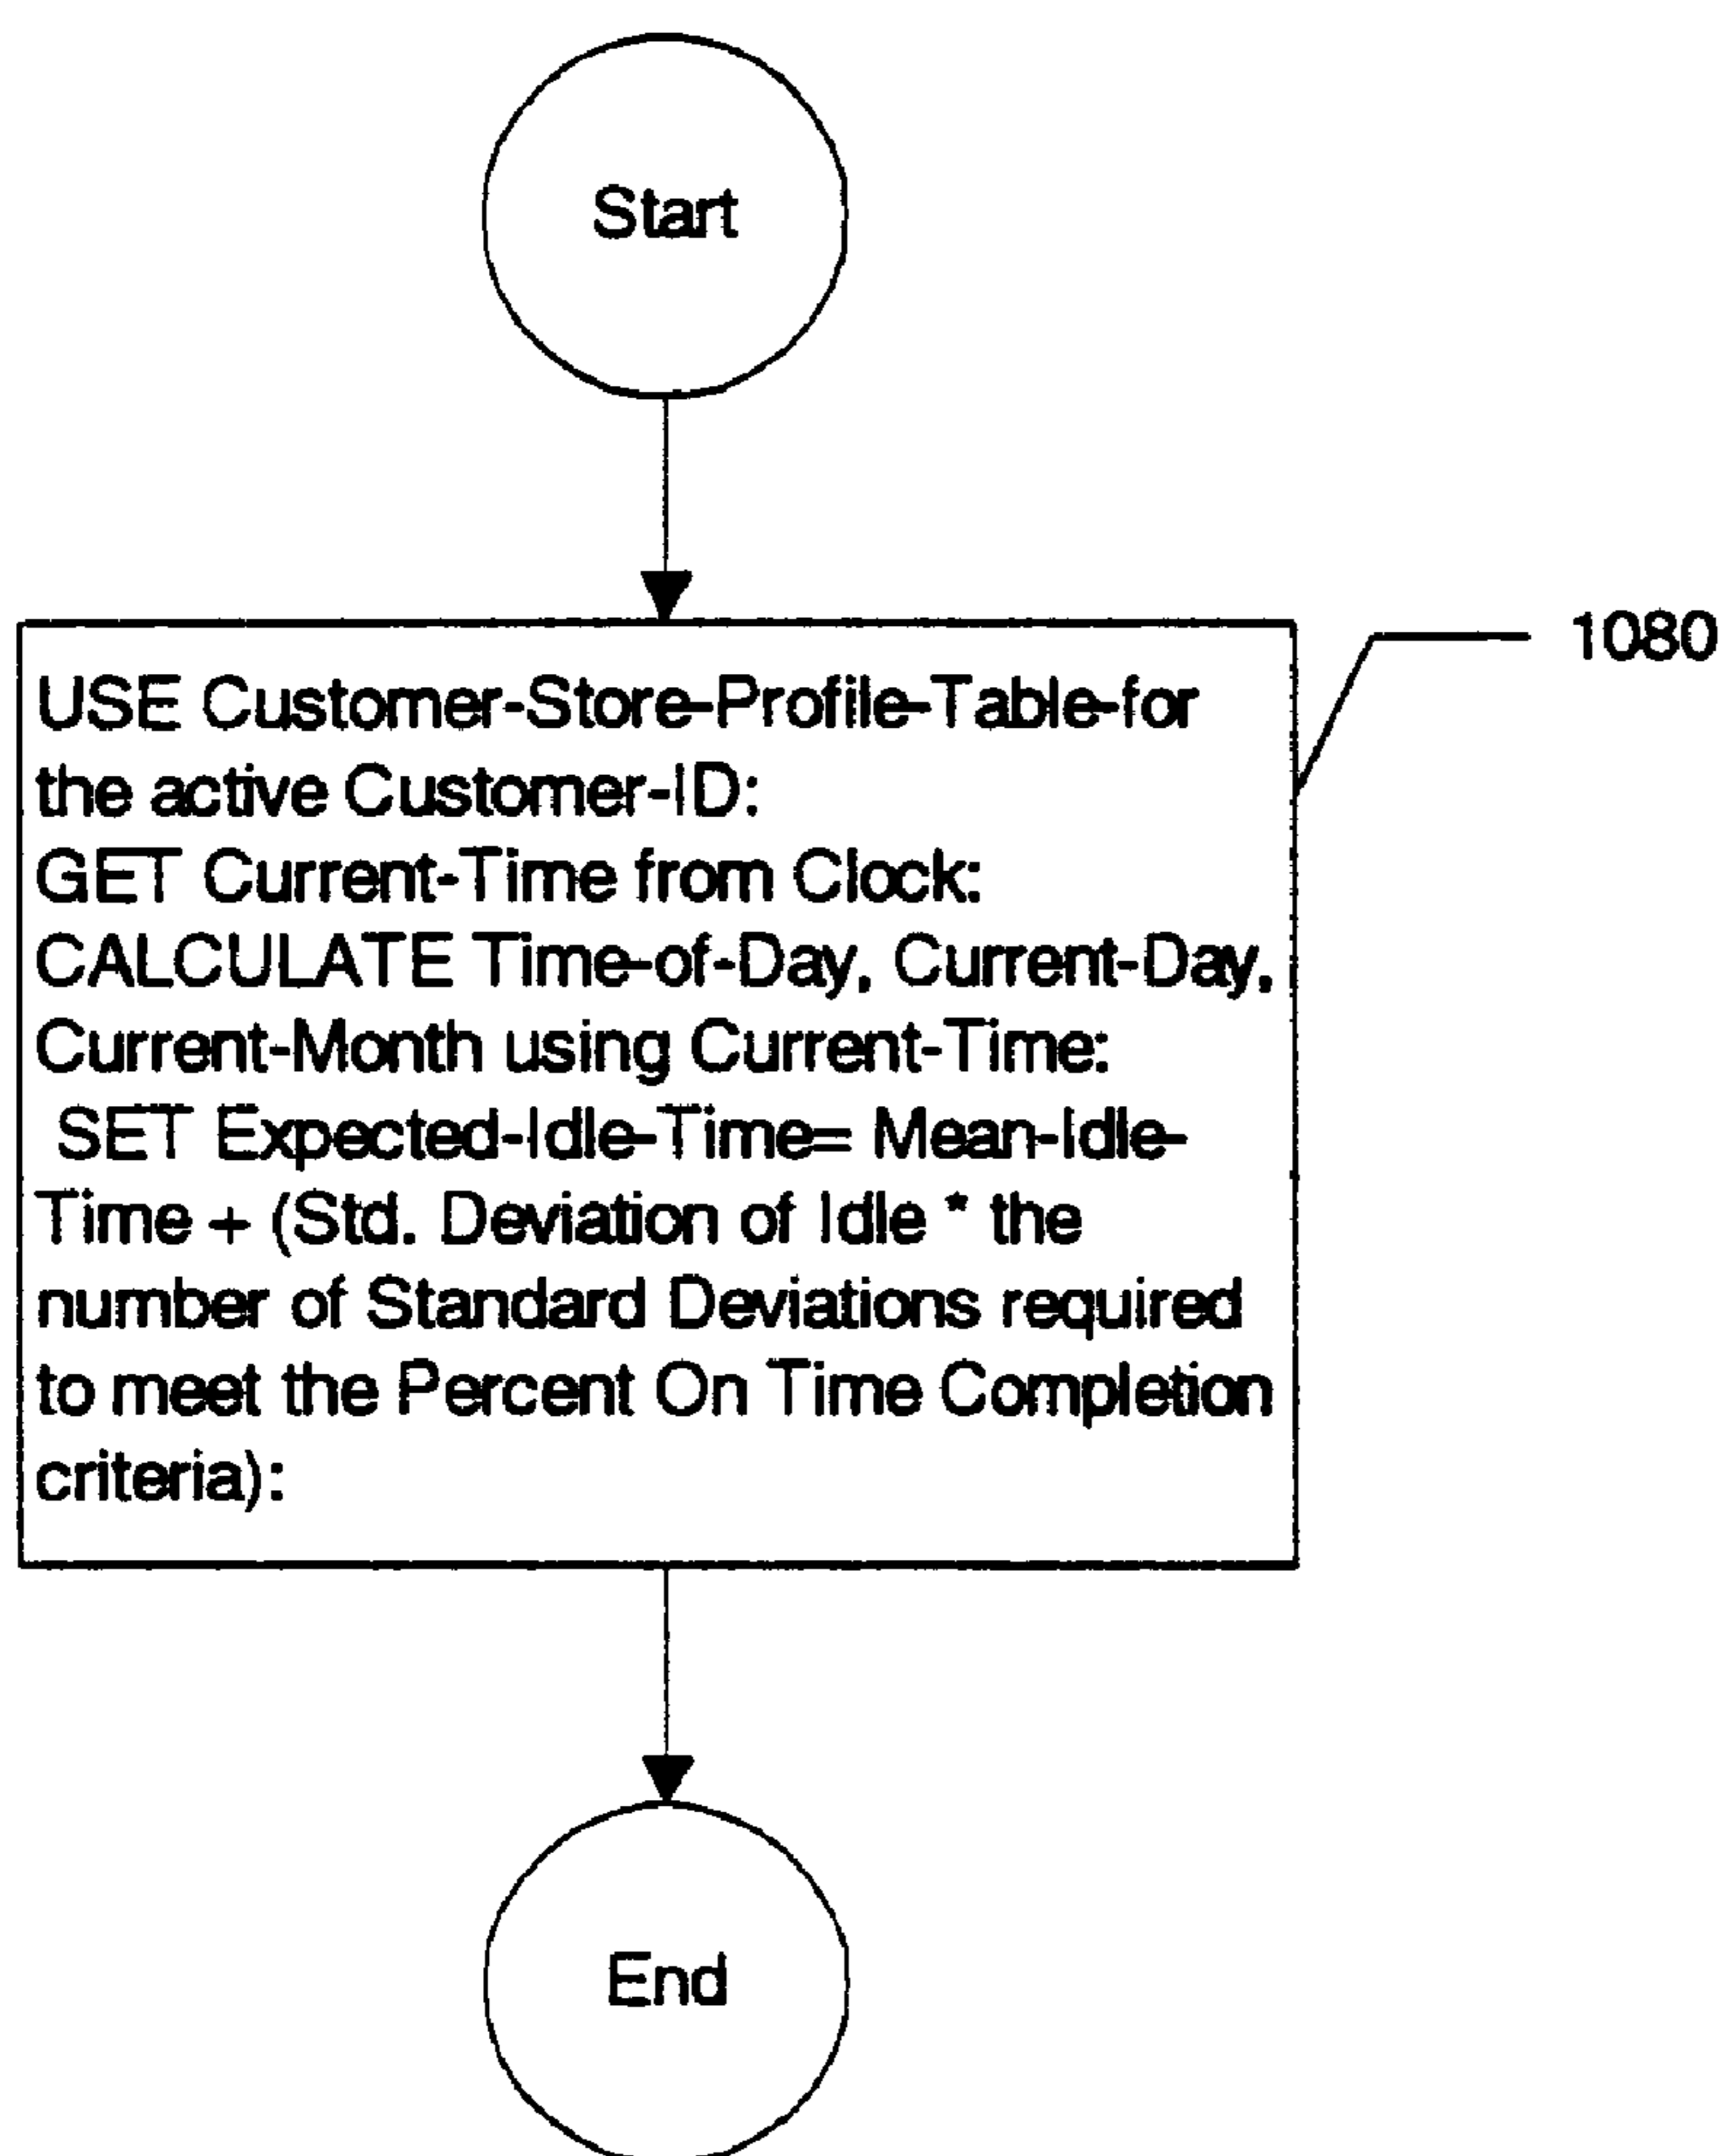 Start
1080
USE Customer-Store-Profile-Table-for
the active Customer-ID:
GET Current-Time from Clock:
CALCULATE Time-of-Day, Current-Day,
Current-Month using Current-Time:
SET Expected-Idle-Time= Mean-Idle-
Time + (Std. Deviation of Idle * the
number of Standard Deviations required
to meet the Percent On Time Completion
criteria):
End